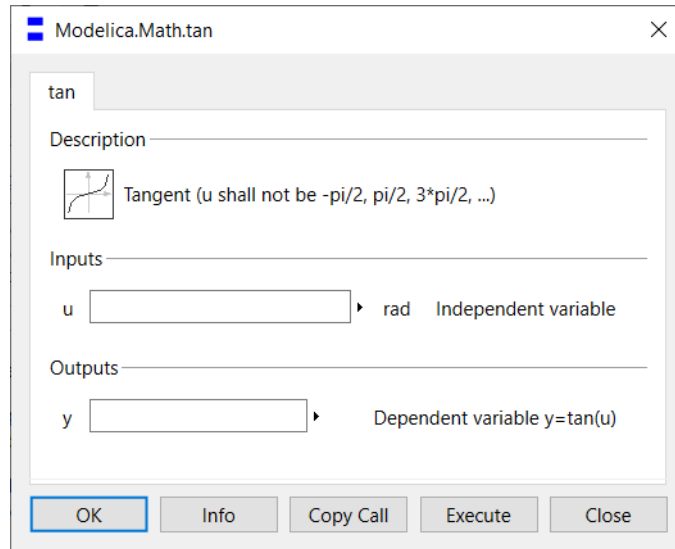 Modelica.Math.tan
tan
Description
Tangent (u shall not be -pi/2, pi/2, 3*pi/2, ...)
Inputs
u rad Independent variable
Outputs
y Dependent variable y=tan(u)
OK Info Copy Call Execute Close